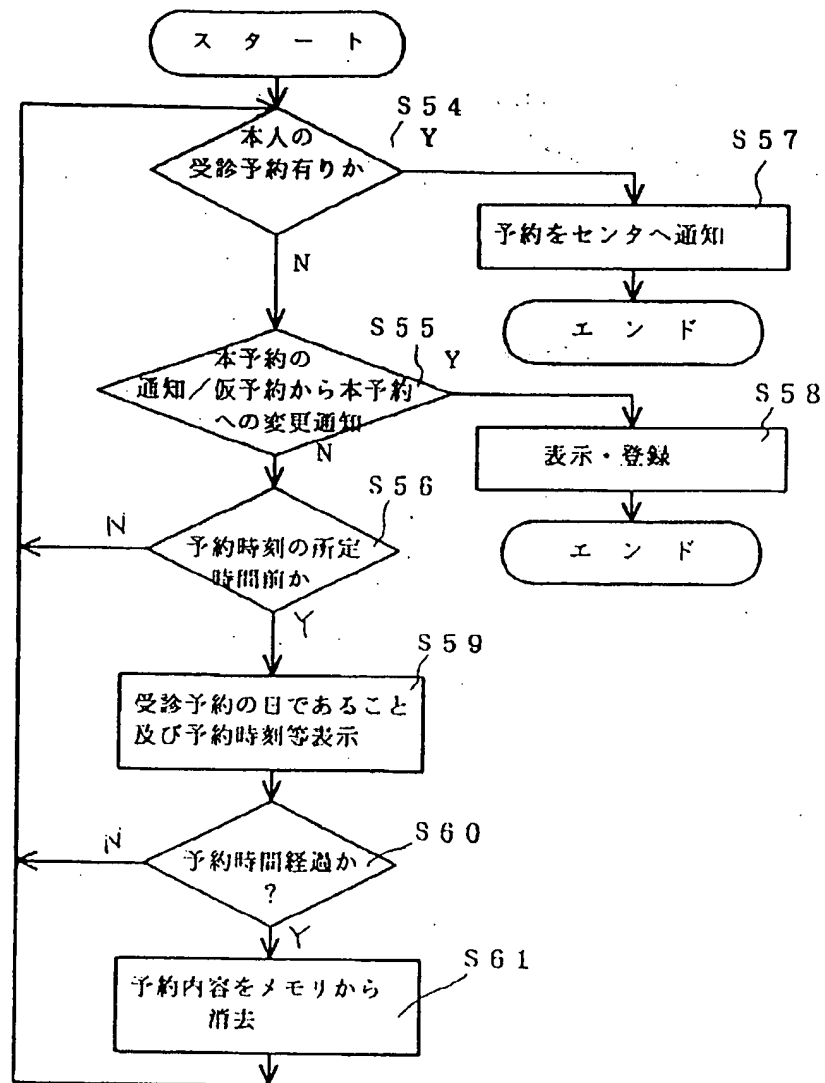 スタート
S54
本人の
受診予約有りか
Y
S57
予約をセンタへ通知
N
エンド
S55
本予約の
通知／仮予約から本予約
への変更通知
Y
S58
表示・登録
N
エンド
S56
予約時刻の所定
時間前か
N
Y
S59
受診予約の日であること
及び予約時刻等表示
S60
予約時間経過か
?
N
Y
S61
予約内容をメモリから
消去